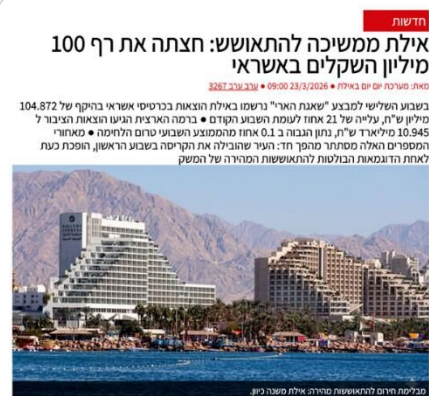 חדשות
אילת ממשיכה להתאושש: חצתה את רף 100
מיליון השקלים באשראי
מאת: מערכת יום יום באילת ● 23/3/2026 09:00 ● ערב ערב 3267
בשבוע השלישי למבצע "שאגת הארי" נרשמו באילת הוצאות בכרטיסי אשראי בהיקף של 104.872
מיליון ש"ח, עלייה של 21 אחוז לעומת השבוע הקודם ● ברמה הארצית הגיעו הוצאות הציבור ל
10.945 מיליארד ש"ח, נתון הגבוה ב 0.1 אחוז מהממוצע השבועי טרום הלחימה ● מאחורי
המספרים האלה מסתתר מהפך חד: העיר שהובילה את הקריסה בשבוע הראשון, הופכת כעת
לאחת הדוגמאות הבולטות להתאוששות המהירה של המשק
מבלימת חירום להתאוששות מהירה: אילת משנה כיוון.